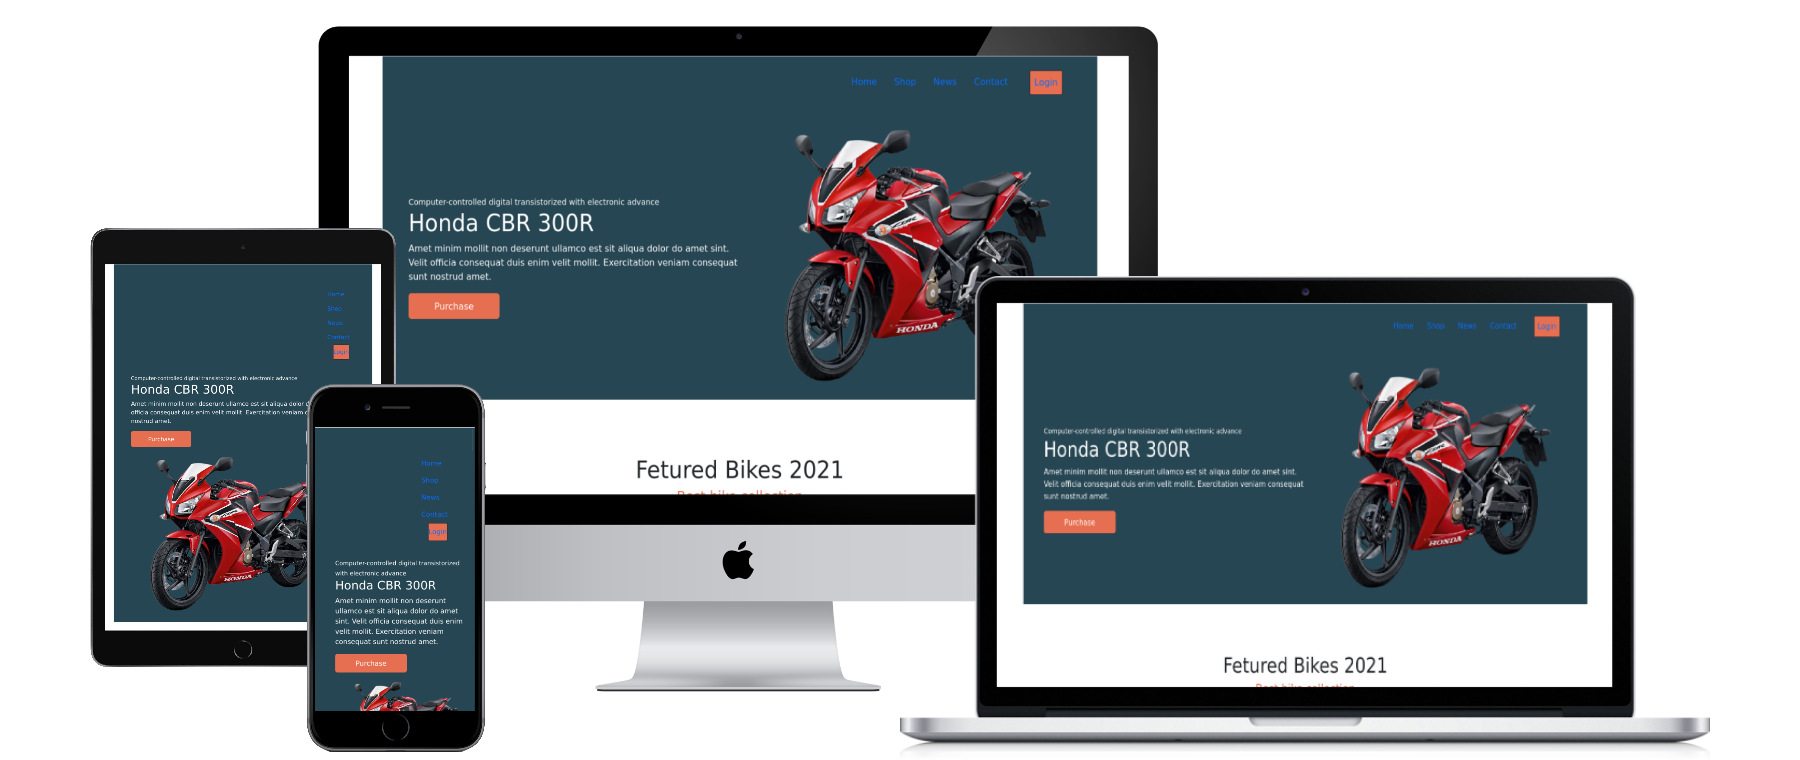 Home Shop News Contact Login
Computer-controlled digital transistorized with electronic advance
Honda CBR 300R
Amet minim mollit non deserunt ullamco est sit aliqua dolor do amet sint.
Velit officia consequat duis enim velit mollit. Exercitation veniam consequat
sunt nostrud amet.
Purchase
HONDA
Fetured Bikes 2021
Best bike collection
Home
Shop
News
Contact
Login
Computer-controlled digital transistorized with electronic advance
Honda CBR 300R
Amet minim mollit non deserunt ullamco est sit aliqua dolor
officia consequat duis enim velit mollit. Exercitation veniam
nostrud amet.
Purchase
HONDA
Home
Shop
News
Contact
Login
Computer-controlled digital transistorized
with electronic advance
Honda CBR 300R
Amet minim mollit non deserunt
ullamco est sit aliqua dolor do amet
sint. Velit officia consequat duis enim
velit mollit. Exercitation veniam
consequat sunt nostrud amet.
Purchase
Home Shop News Contact Login
Computer-controlled digital transistorized with electronic advance
Honda CBR 300R
Amet minim mollit non deserunt ullamco est sit aliqua dolor do amet sint.
Velit officia consequat duis enim velit mollit. Exercitation veniam consequat
sunt nostrud amet.
Purchase
HONDA
Fetured Bikes 2021
Best bike collection